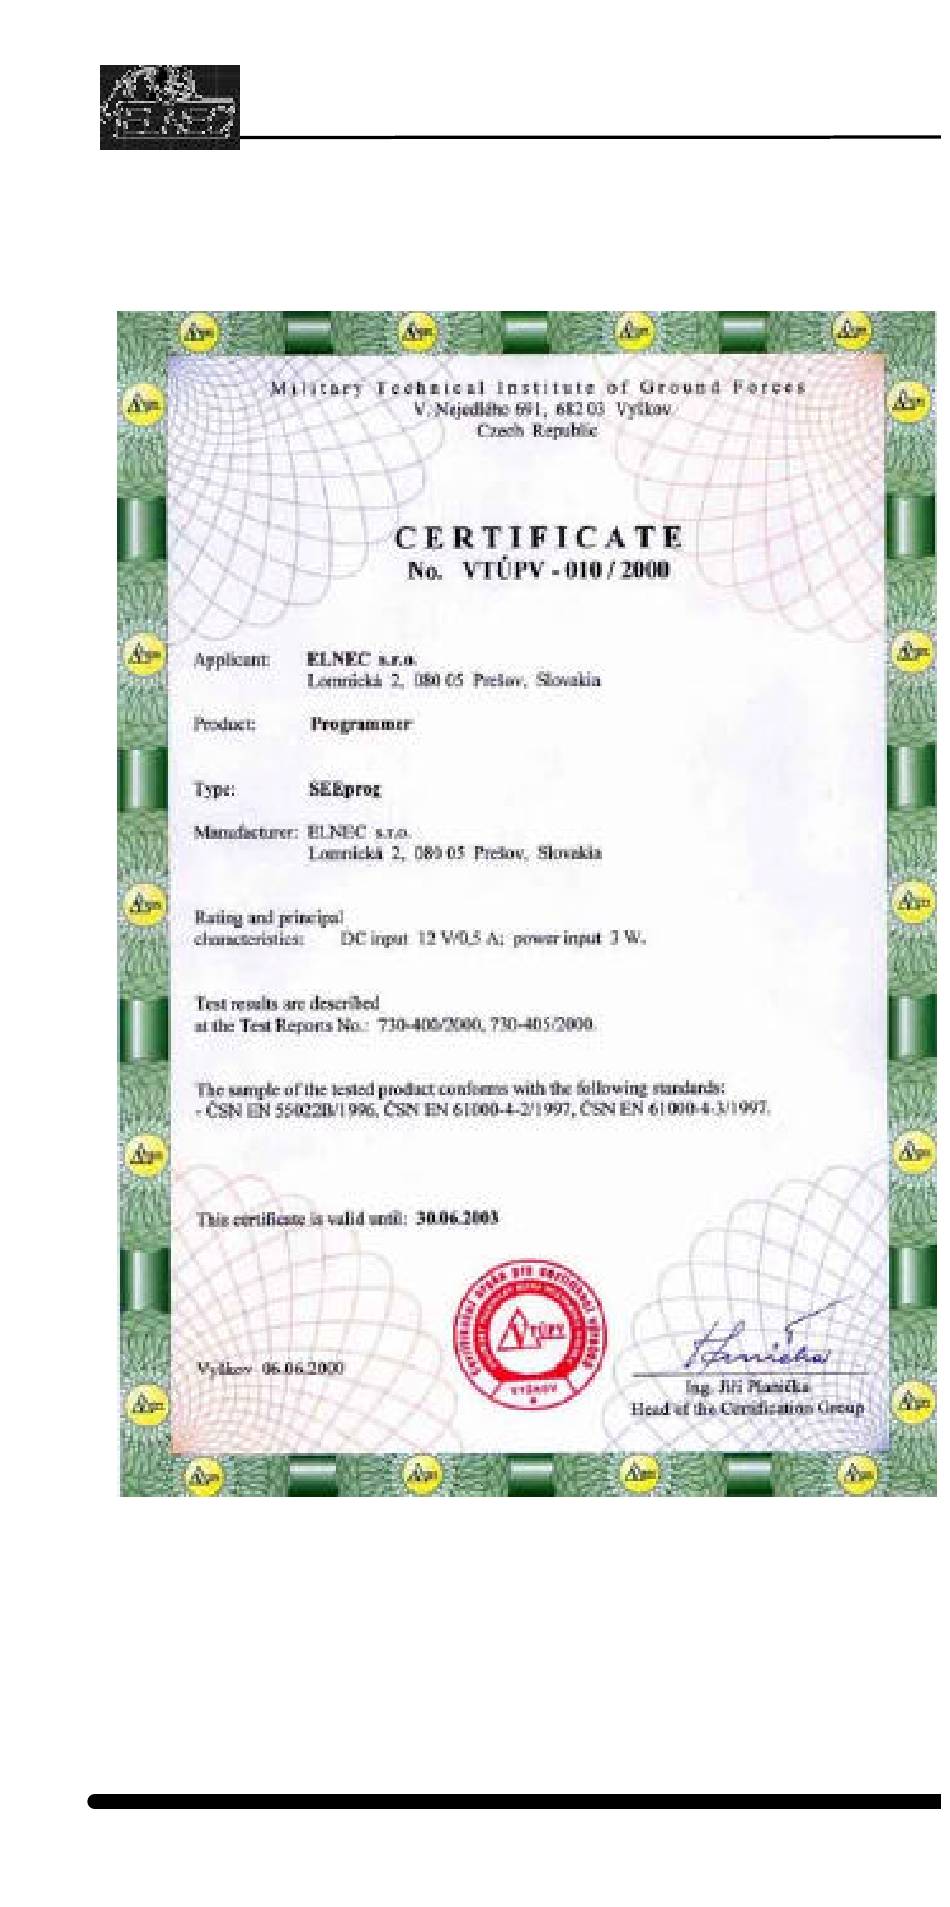 ELNEC
Military Technical Institute of Ground Forces
V. Nejedlého 691, 682 03 Vyškov
Czech Republic
CERTIFICATE
No. VTÚPV - 010 / 2000
Applicant: ELNEC s.r.o.
Lomnická 2, 080 05 Prešov, Slovakia
Product: Programmer
Type: SEEprog
Manufacturer: ELNEC s.r.o.
Lomnická 2, 080 05 Prešov, Slovakia
Rating and principal
characteristics: DC input 12 V/0,5 A; power input 3 W.
Test results are described
at the Test Reports No.: 730-400/2000, 730-405/2000.
The sample of the tested product conforms with the following standards:
- ČSN EN 55022B/1996, ČSN EN 61000-4-2/1997, ČSN EN 61000-4-3/1997.
This certificate is valid until: 30.06.2003
VTÚPV
VYŠKOV
Vyškov 06.06.2000
Ing. Jiří Planička
Head of the Certification Group